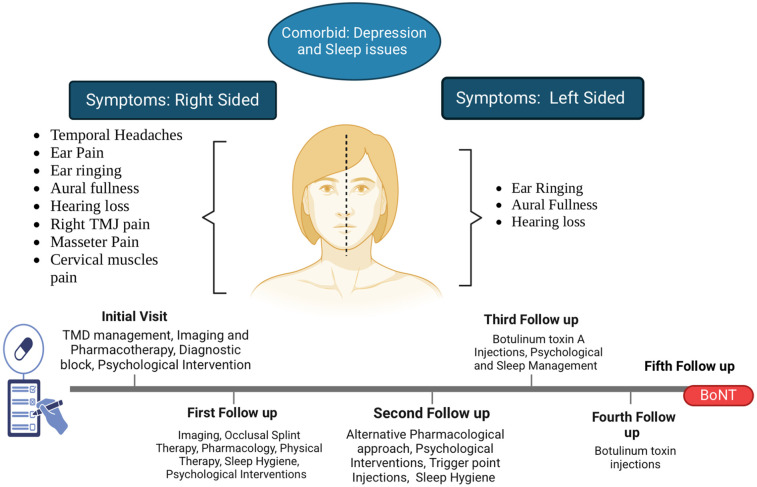 Comorbid: Depression
and Sleep issues
Symptoms: Right Sided
Symptoms:  Left Sided
Temporal Headaches
Ear Pain
Ear ringing
Aural fullness
Hearing loss
Right TMJ pain
Masseter Pain
Cervical muscles
pain
Ear Ringing
Aural Fullness
Hearing loss
Initial Visit
TMD management, Imaging and
Pharmacotherapy, Diagnostic
block, Psychological Intervention
First Follow up
Imaging, Occlusal Splint
Therapy, Pharmacology, Physical
Therapy, Sleep Hygiene,
Psychological Interventions
Second Follow up
Alternative Pharmacological
approach, Psychological
Interventions, Trigger point
Injections,  Sleep Hygiene
Third Follow up
Botulinum toxin A
Injections, Psychological
and Sleep Management
Fourth Follow
up
Botulinum toxin
injections
Fifth Follow up
BoNT